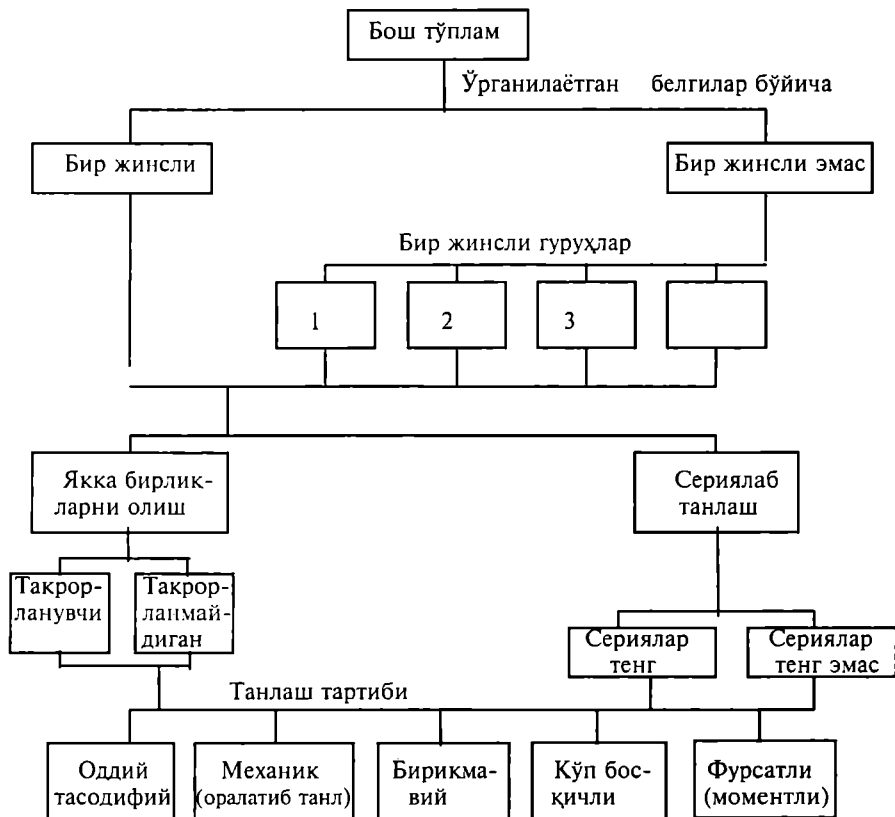 Бош тўплам
Ўрганилаётган белгилар бўйича
Бир жинсли
Бир жинсли эмас
Бир жинсли гуруҳлар
1
2
3
Якка бирлик-
ларни олиш
Сериялаб
танлаш
Такрор-
ланувчи
Такрор-
ланмай-
диган
Сериялар
тенг
Сериялар
тенг эмас
Танлаш тартиби
Оддий
тасодифий
Механик
(оралатиб танл)
Бирикма-
вий
Кўп бос-
қичли
Фурсатли
(моментли)